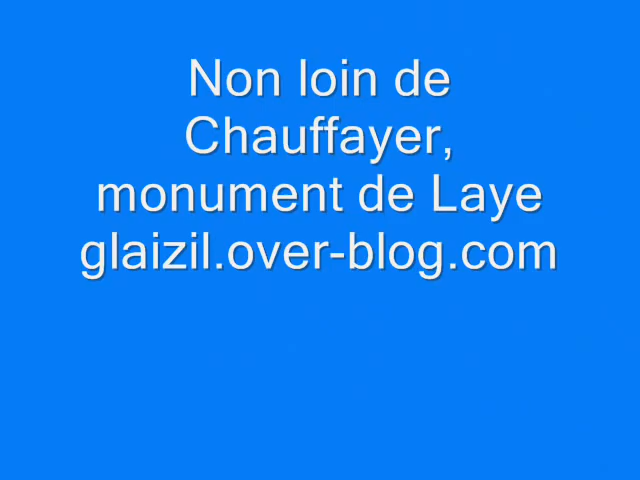 Non loin de
Chauffayer,
monument de Laye
glaizil.over-blog.com